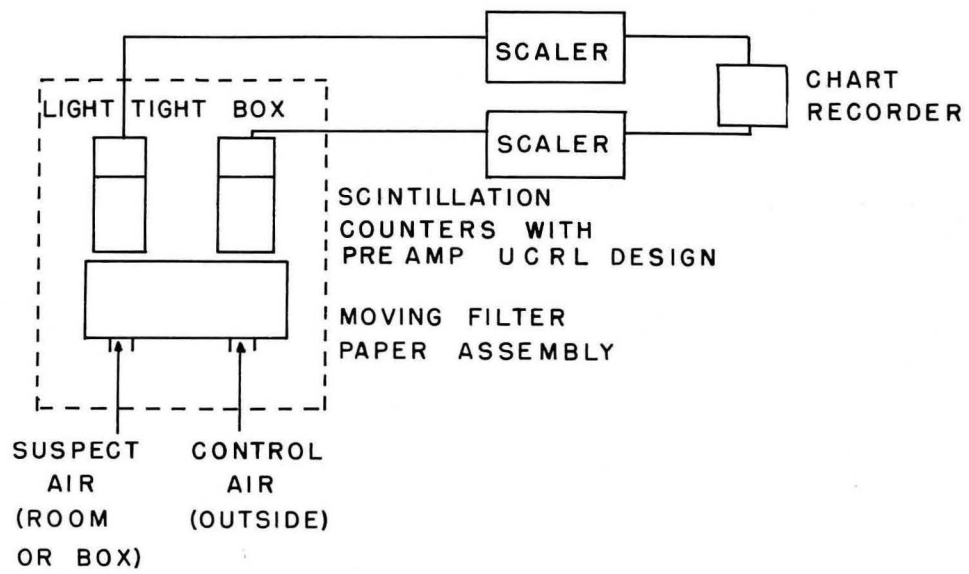 SCALER
CHART
RECORDER
LIGHT TIGHT BOX
SCALER
SCINTILLATION
COUNTERS WITH
PRE AMP UCRL DESIGN
MOVING FILTER
PAPER ASSEMBLY
SUSPECT
AIR
(ROOM
OR BOX)
CONTROL
AIR
(OUTSIDE)